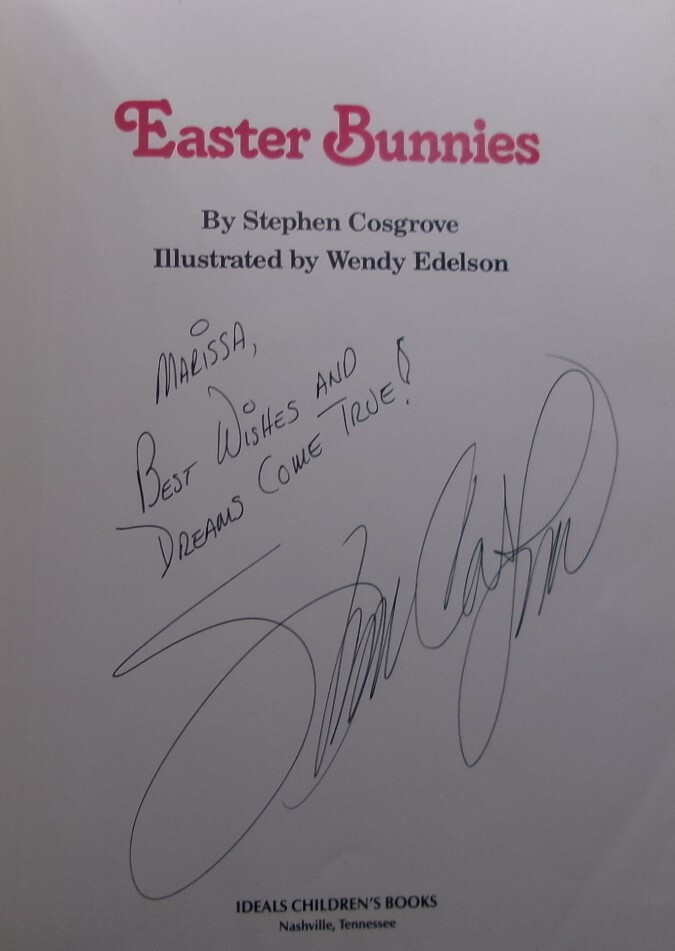 Easter Bunnies
By Stephen Cosgrove
Illustrated by Wendy Edelson
MARISSA,
BEST WISHES AND
DREAMS COME TRUE!
IDEALS CHILDREN'S BOOKS
Nashville, Tennessee